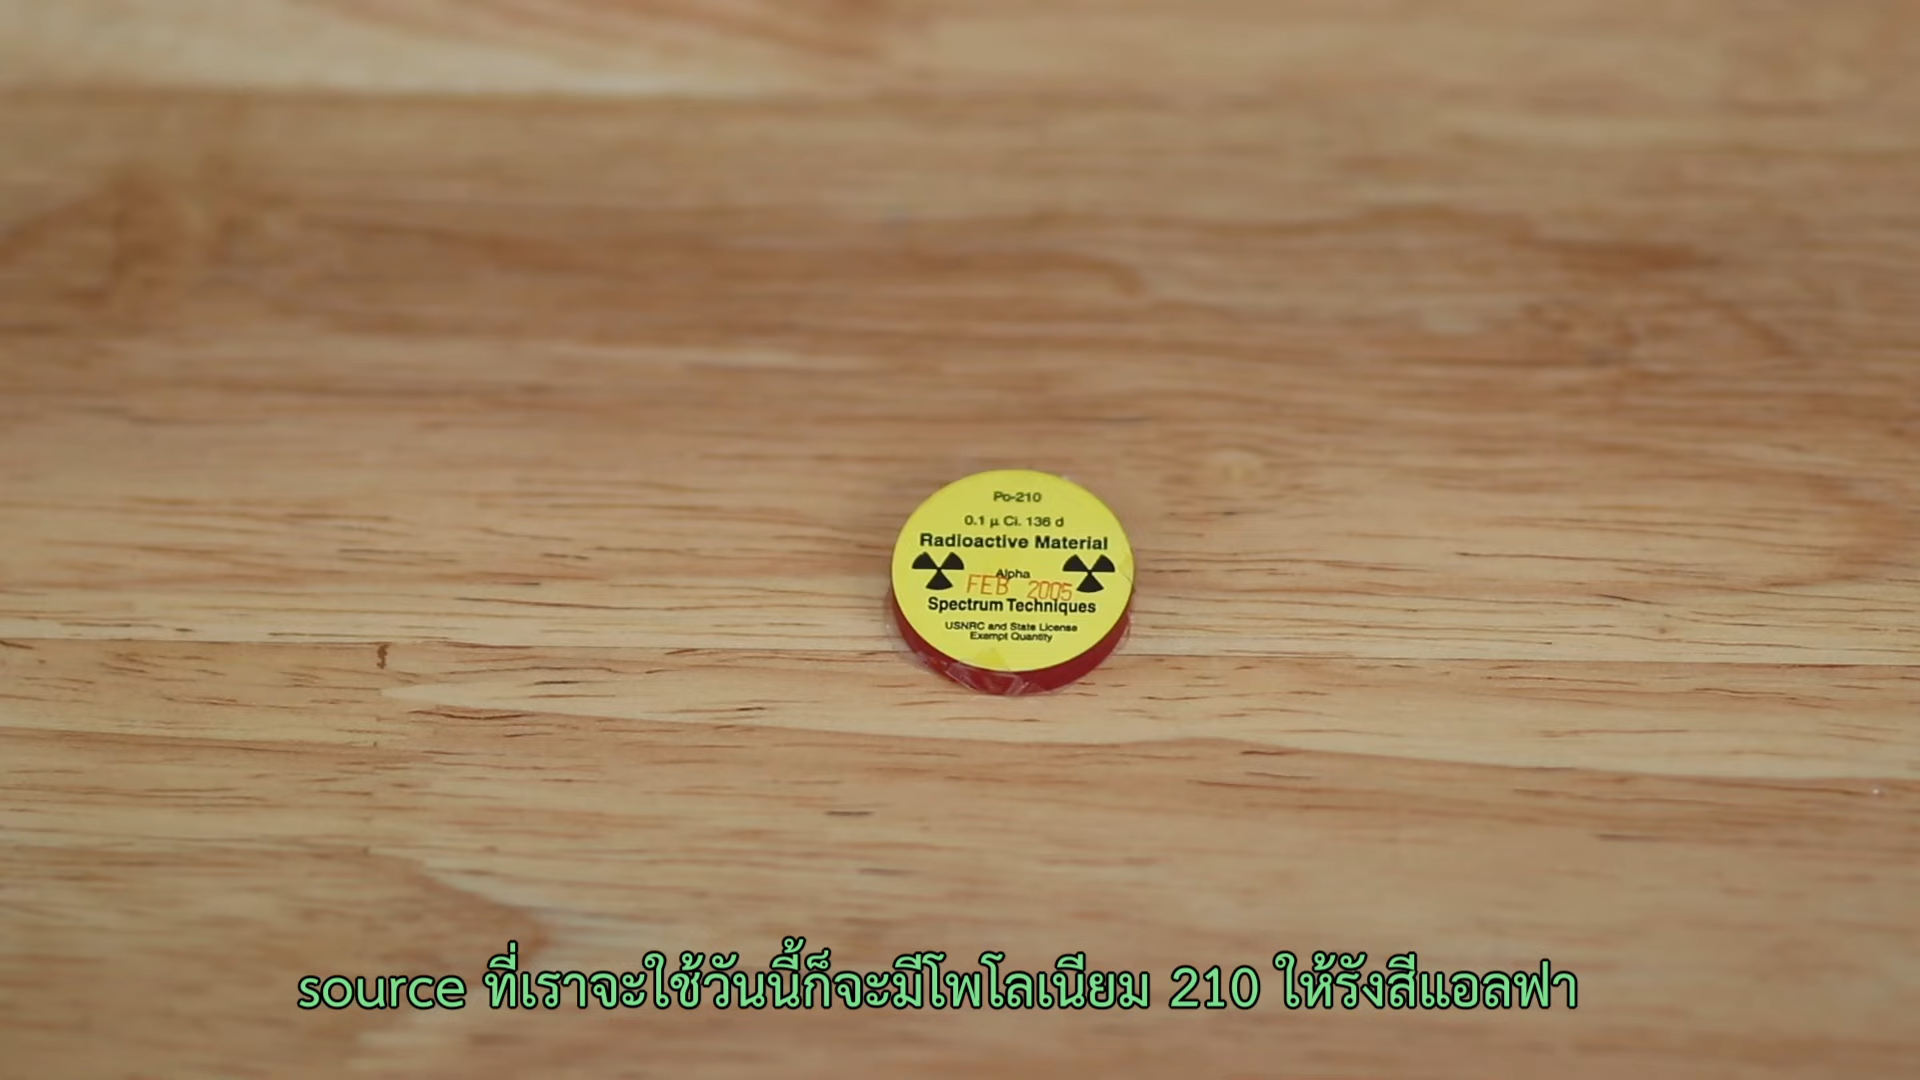 Po-210
0.1 µ Ci. 136 d
Radioactive Material
Alpha
FEB 2005
Spectrum Techniques
USNRC and State License
Exempt Quantity
source ที่เราจะใช้วันนี้ก็จะมีโพโลเนียม 210 ให้รังสีแอลฟา